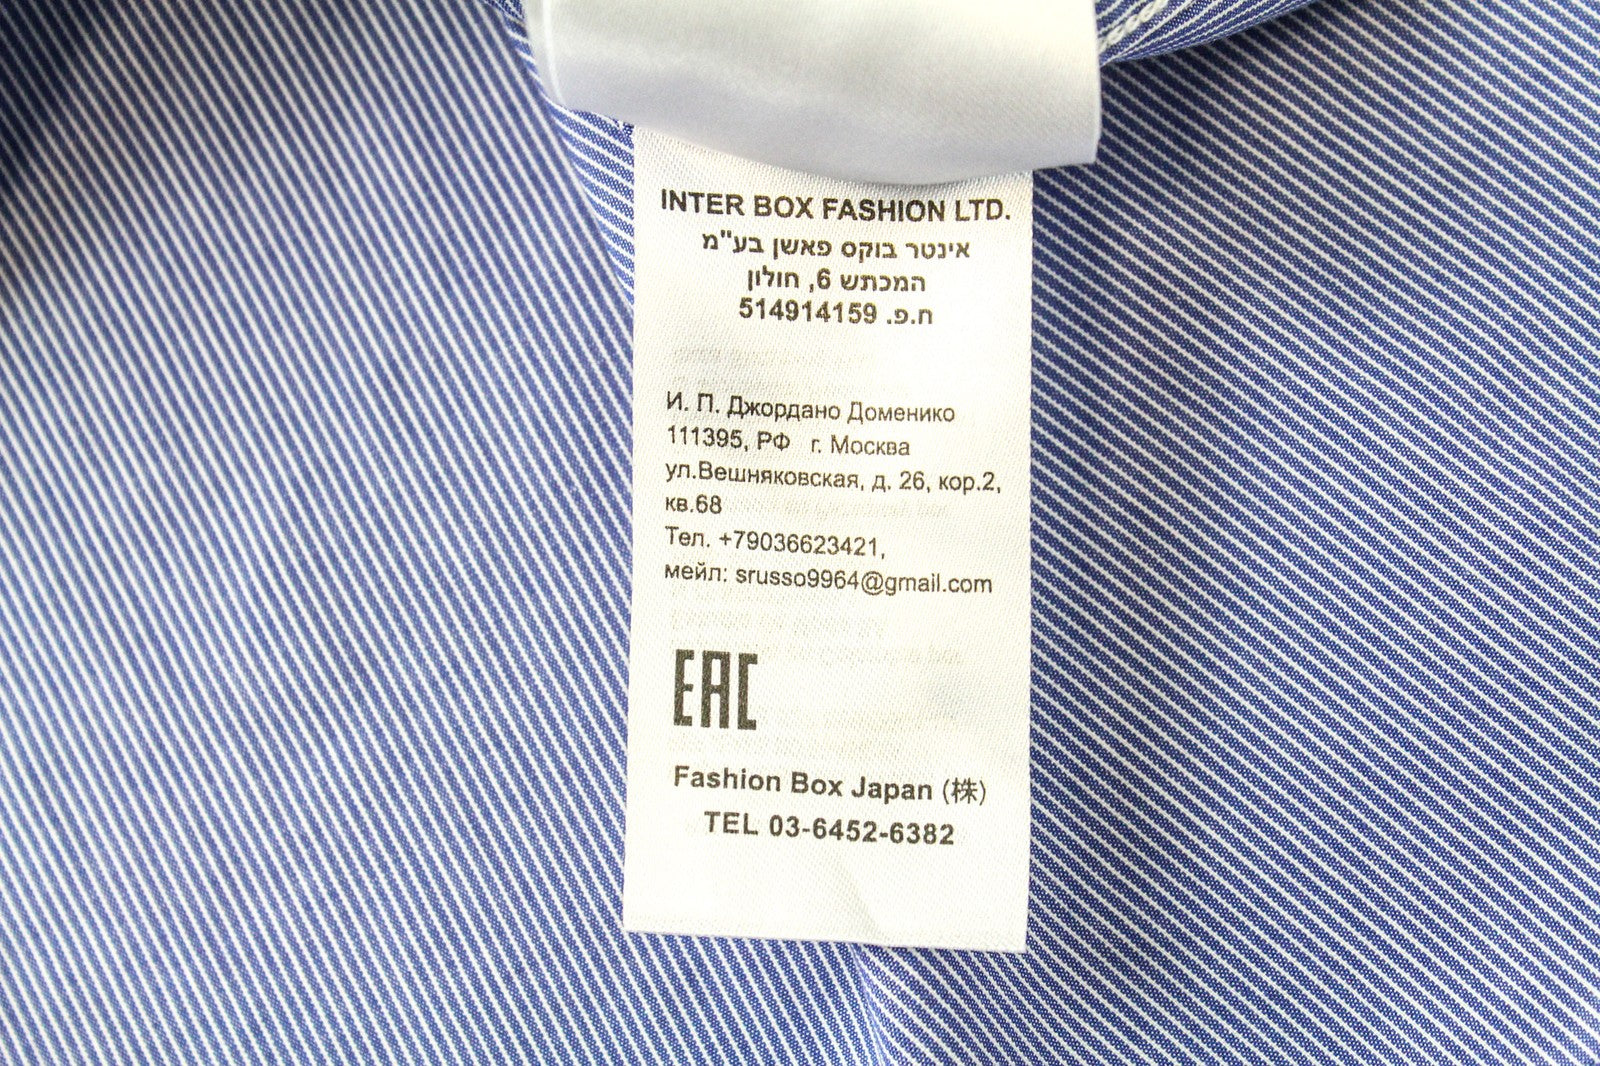 INTER BOX FASHION LTD.
אינטר בוקס פאשן בע"מ
המכתש 6, חולון
ח.פ. 514914159
И. П. Джордано Доменико
111395, РФ г. Москва
ул.Вешняковская, д. 26, кор.2,
кв.68
Тел. +79036623421,
мейл: srusso9964@gmail.com
EAC
Fashion Box Japan (株)
TEL 03-6452-6382